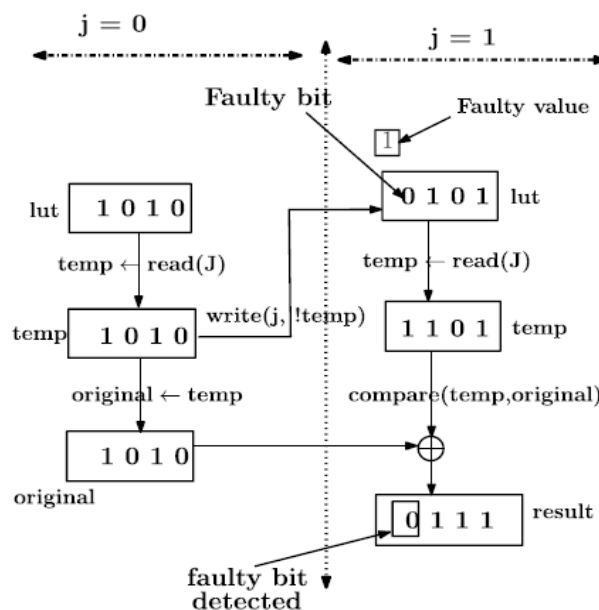 j = 0
j = 1
Faulty bit
Faulty value
1
lut
1 0 1 0
0 1 0 1
lut
temp ← read(J)
temp ← read(J)
temp
1 0 1 0
write(j, !temp)
1 1 0 1
temp
original ← temp
compare(temp,original)
1 0 1 0
original
0 1 1 1
result
faulty bit
detected